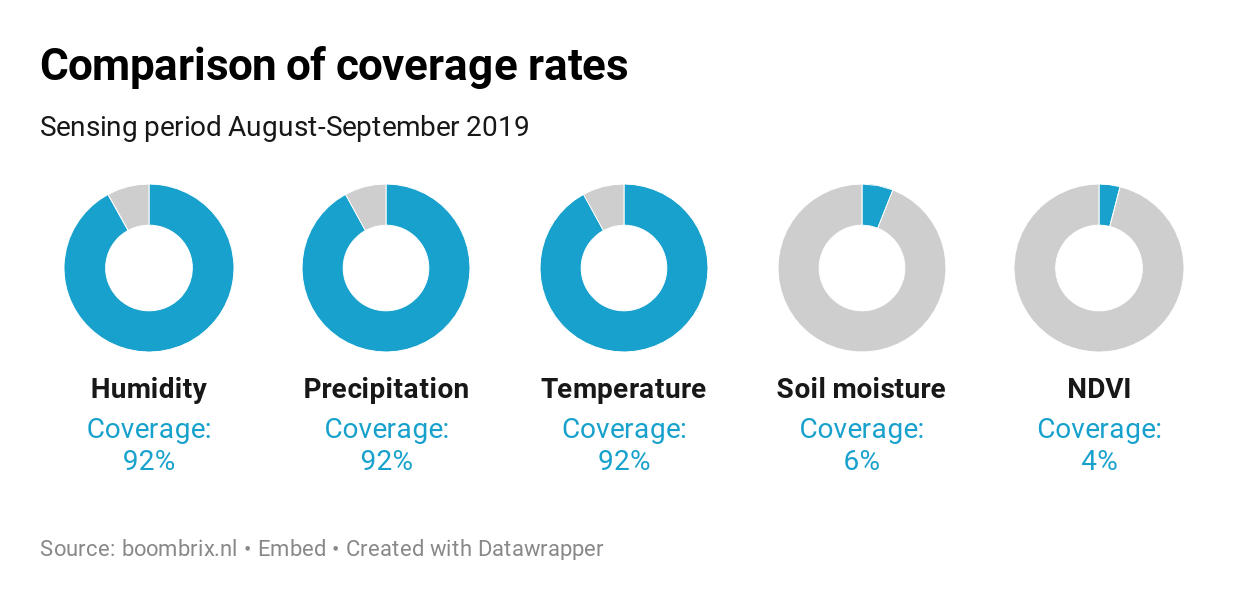 Comparison of coverage rates
Sensing period August-September 2019
Humidity
Coverage:
92%
Precipitation
Coverage:
92%
Temperature
Coverage:
92%
Soil moisture
Coverage:
6%
NDVI
Coverage:
4%
Source: boombrix.nl • Embed • Created with Datawrapper